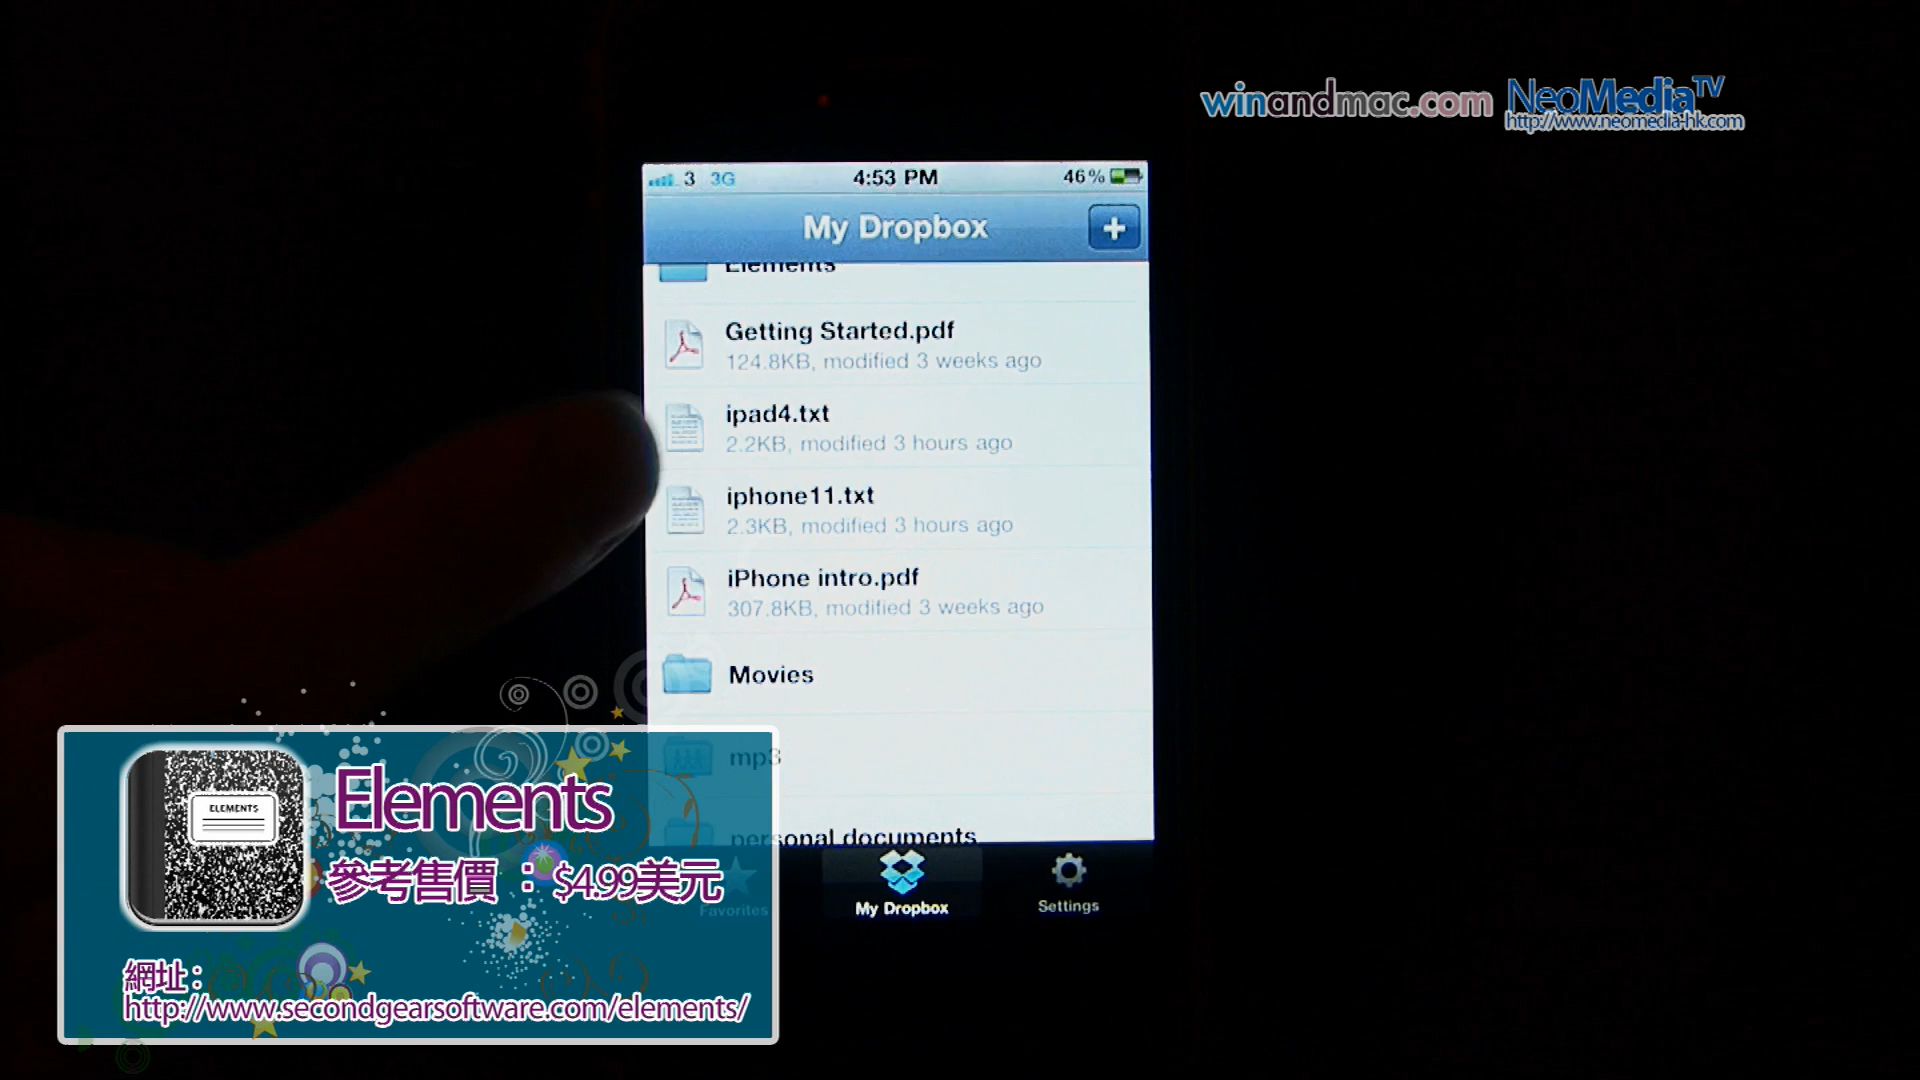 winandmac.com NeoMediaTV
http://www.neomedia-hk.com
3 3G 4:53 PM 46%
My Dropbox +
Elements
Getting Started.pdf
124.8KB, modified 3 weeks ago
ipad4.txt
2.2KB, modified 3 hours ago
iphone11.txt
2.3KB, modified 3 hours ago
iPhone intro.pdf
307.8KB, modified 3 weeks ago
Movies
mp3
personal documents
Favorites My Dropbox Settings
ELEMENTS
Elements
參考售價 : $4.99美元
網址 :
http://www.secondgearsoftware.com/elements/